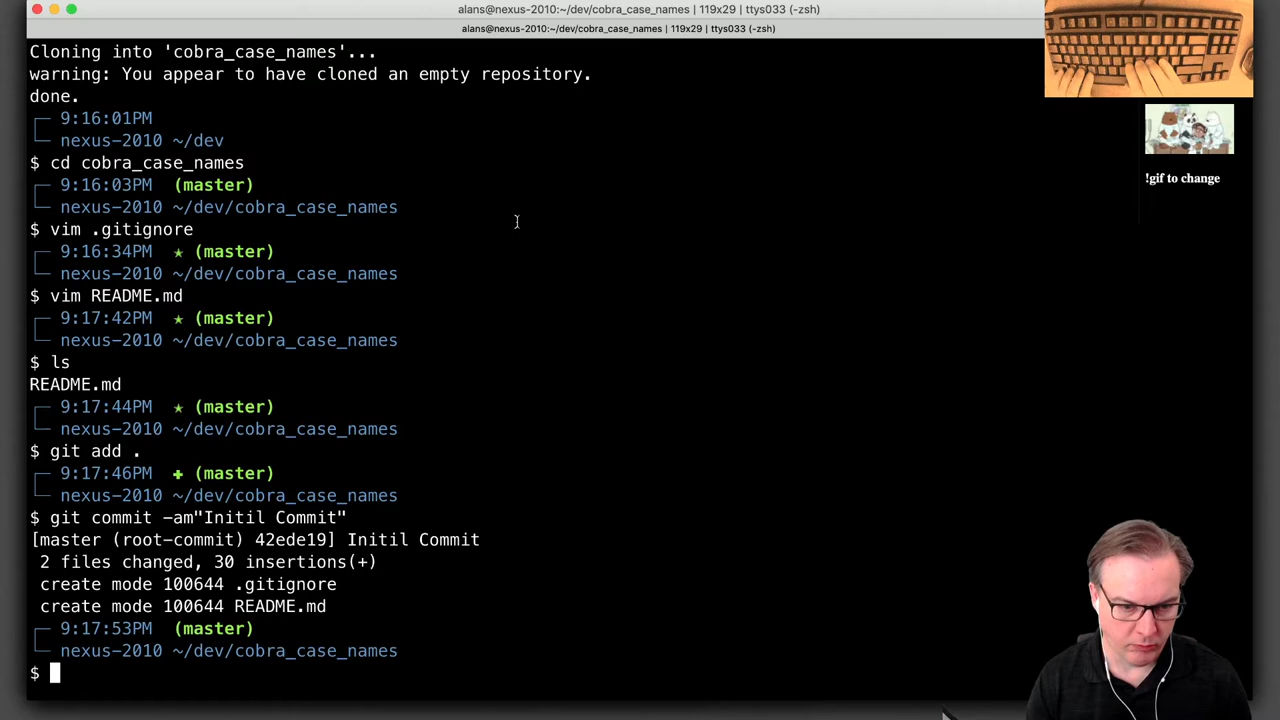 alans@nexus-2010:~/dev/cobra_case_names | 119x29 | ttys033 (-zsh)
alans@nexus-2010:~/dev/cobra_case_names | 119x29 | ttys033 (-zsh)
Cloning into 'cobra_case_names'...
warning: You appear to have cloned an empty repository.
done.
┌─ 9:16:01PM
└─ nexus-2010 ~/dev
$ cd cobra_case_names
┌─ 9:16:03PM (master)
└─ nexus-2010 ~/dev/cobra_case_names
$ vim .gitignore
┌─ 9:16:34PM ★ (master)
└─ nexus-2010 ~/dev/cobra_case_names
$ vim README.md
┌─ 9:17:42PM ★ (master)
└─ nexus-2010 ~/dev/cobra_case_names
$ ls
README.md
┌─ 9:17:44PM ★ (master)
└─ nexus-2010 ~/dev/cobra_case_names
$ git add .
┌─ 9:17:46PM ✚ (master)
└─ nexus-2010 ~/dev/cobra_case_names
$ git commit -am"Initil Commit"
[master (root-commit) 42ede19] Initil Commit
2 files changed, 30 insertions(+)
create mode 100644 .gitignore
create mode 100644 README.md
┌─ 9:17:53PM (master)
└─ nexus-2010 ~/dev/cobra_case_names
$
!gif to change